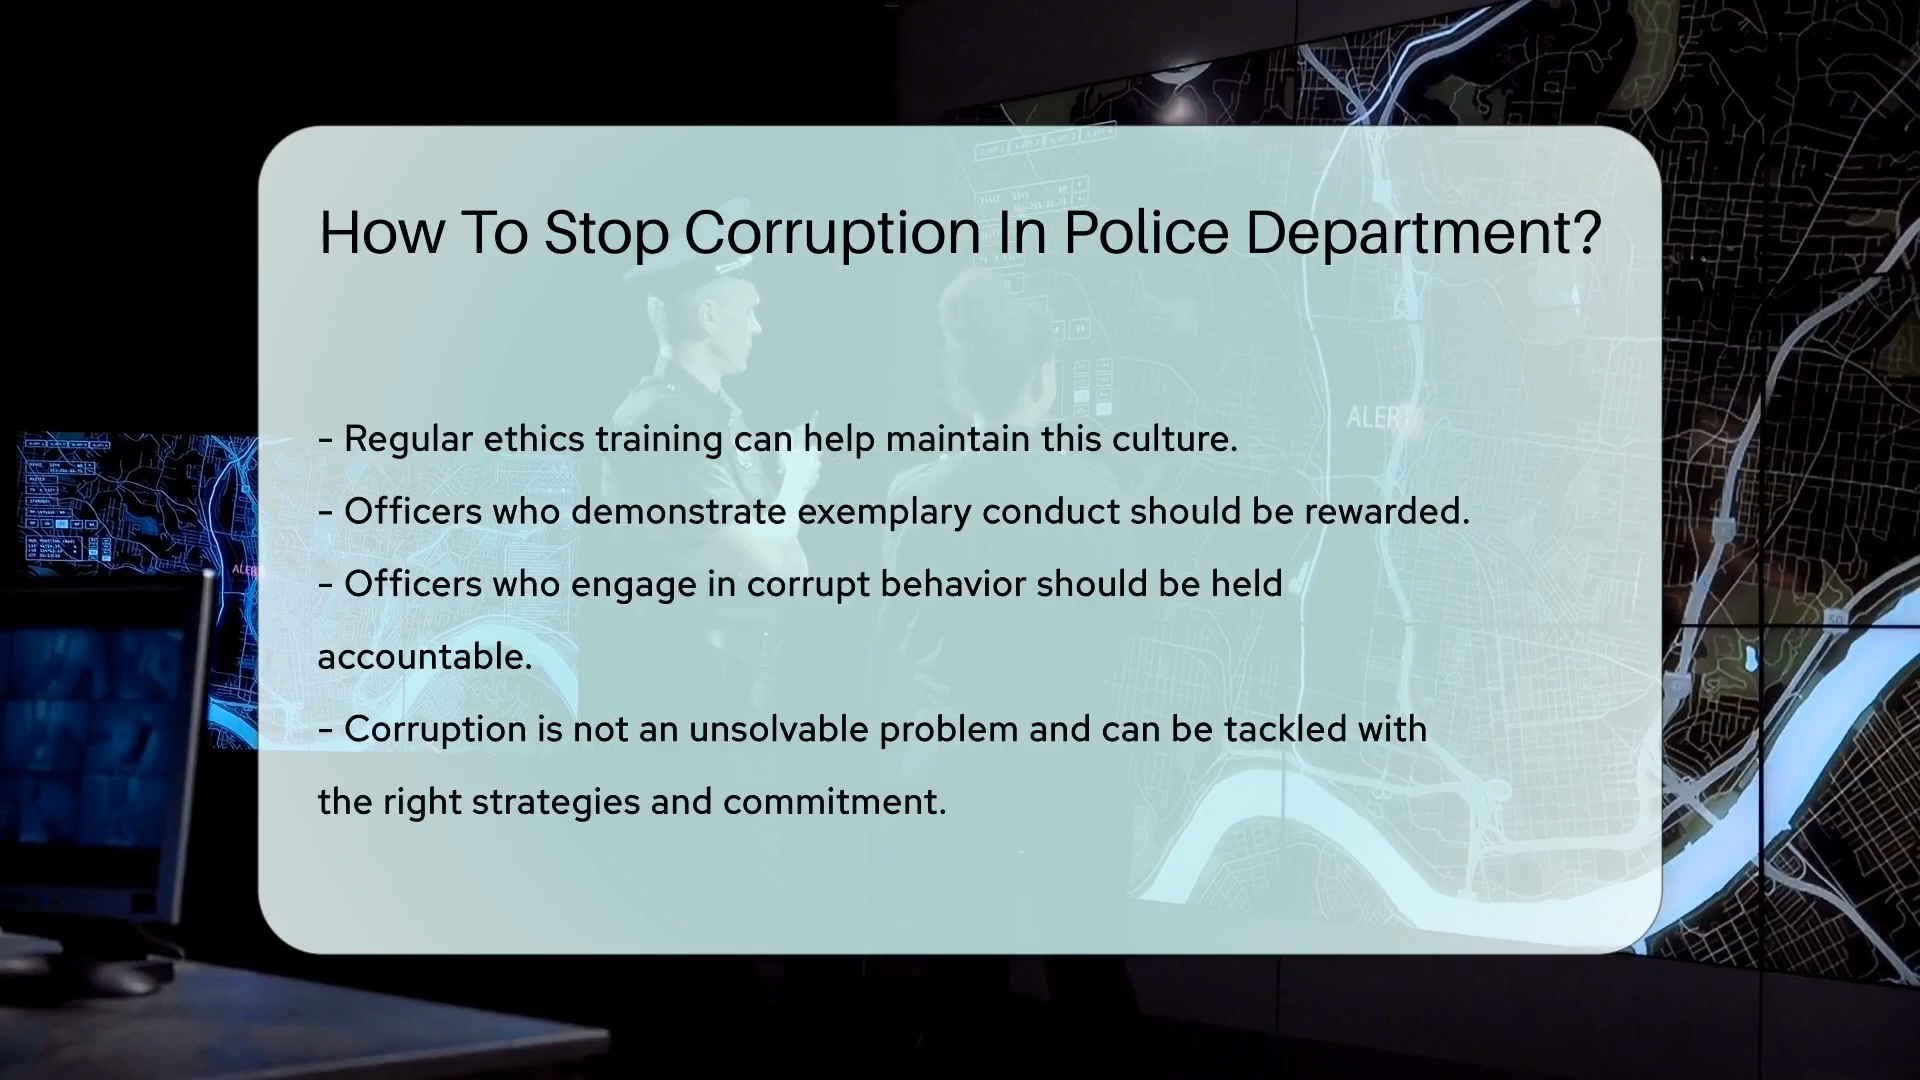 How To Stop Corruption In Police Department?
- Regular ethics training can help maintain this culture.
- Officers who demonstrate exemplary conduct should be rewarded.
- Officers who engage in corrupt behavior should be held
accountable.
- Corruption is not an unsolvable problem and can be tackled with
the right strategies and commitment.
ALERT